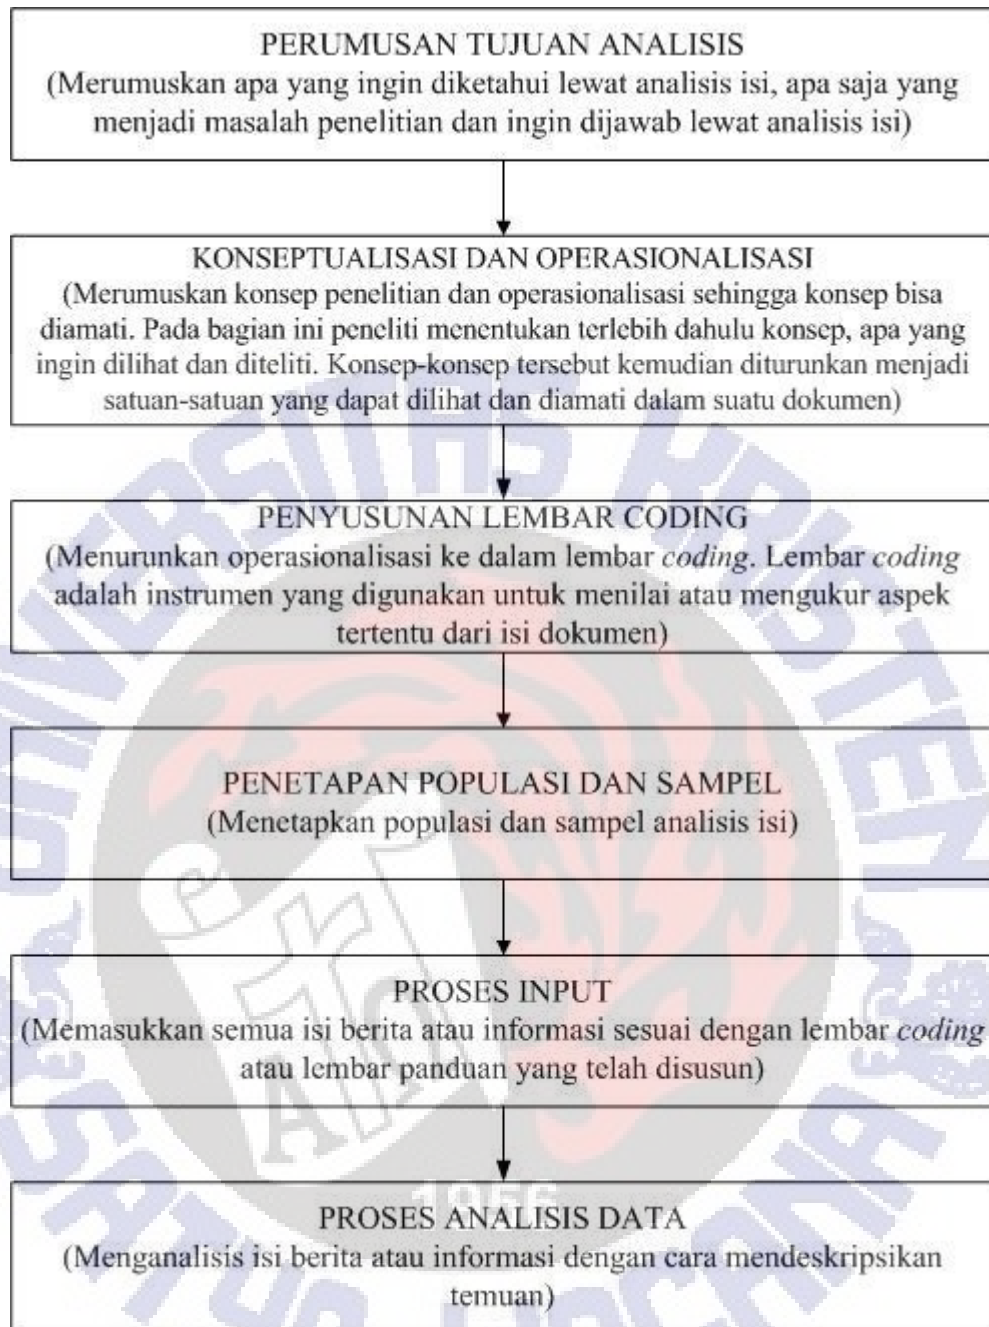 PERUMUSAN TUJUAN ANALISIS
(Merumuskan apa yang ingin diketahui lewat analisis isi, apa saja yang
menjadi masalah penelitian dan ingin dijawab lewat analisis isi)
KONSEPTUALISASI DAN OPERASIONALISASI
(Merumuskan konsep penelitian dan operasionalisasi sehingga konsep bisa
diamati. Pada bagian ini peneliti menentukan terlebih dahulu konsep, apa yang
ingin dilihat dan diteliti. Konsep-konsep tersebut kemudian diturunkan menjadi
satuan-satuan yang dapat dilihat dan diamati dalam suatu dokumen)
PENYUSUNAN LEMBAR CODING
(Menurunkan operasionalisasi ke dalam lembar coding. Lembar coding
adalah instrumen yang digunakan untuk menilai atau mengukur aspek
tertentu dari isi dokumen)
PENETAPAN POPULASI DAN SAMPEL
(Menetapkan populasi dan sampel analisis isi)
PROSES INPUT
(Memasukkan semua isi berita atau informasi sesuai dengan lembar coding
atau lembar panduan yang telah disusun)
PROSES ANALISIS DATA
(Menganalisis isi berita atau informasi dengan cara mendeskripsikan
temuan)
UNIVERSITAS KRISTEN
SATYA WACANA
1956